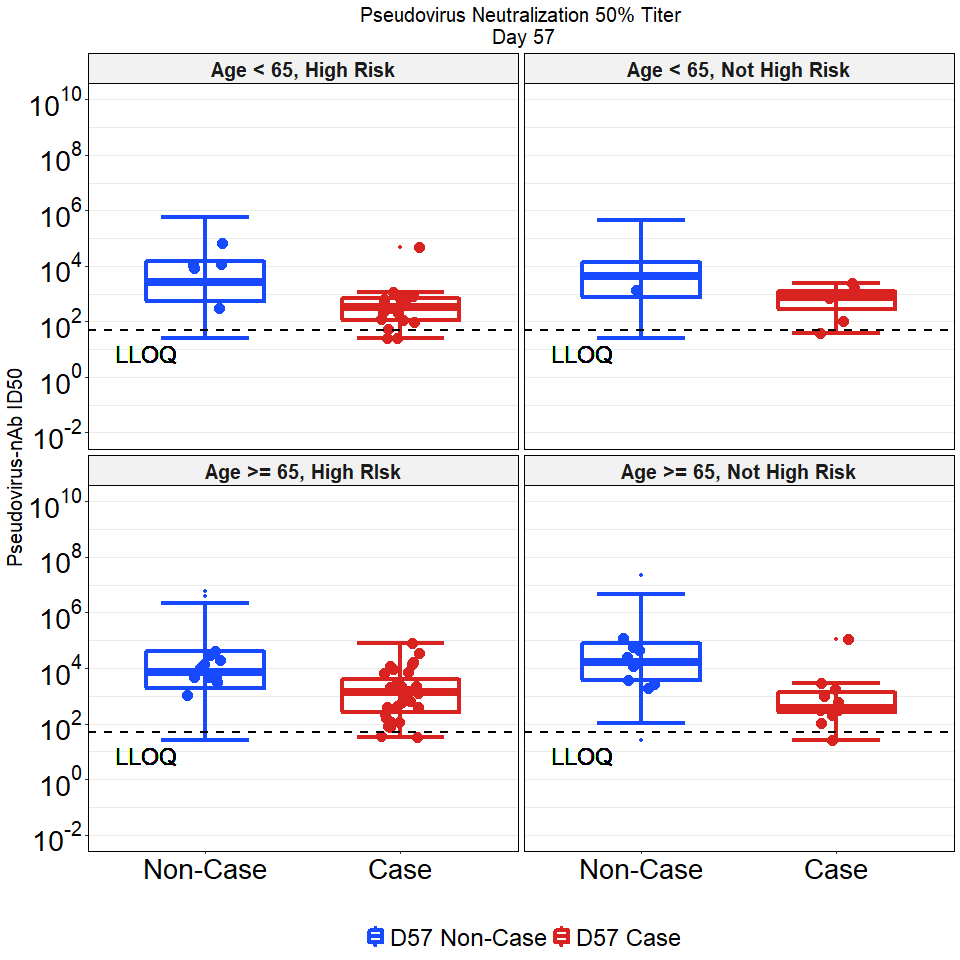 Pseudovirus Neutralization 50% Titer
Day 57
Age < 65, High Risk
Age < 65, Not High Risk
10^10
10^8
10^6
10^4
10^2
10^0
10^-2
LLOQ
LLOQ
Pseudovirus-nAb ID50
Age >= 65, High RIsk
Age >= 65, Not High Risk
10^10
10^8
10^6
10^4
10^2
10^0
10^-2
LLOQ
LLOQ
Non-Case Case Non-Case Case
D57 Non-Case D57 Case